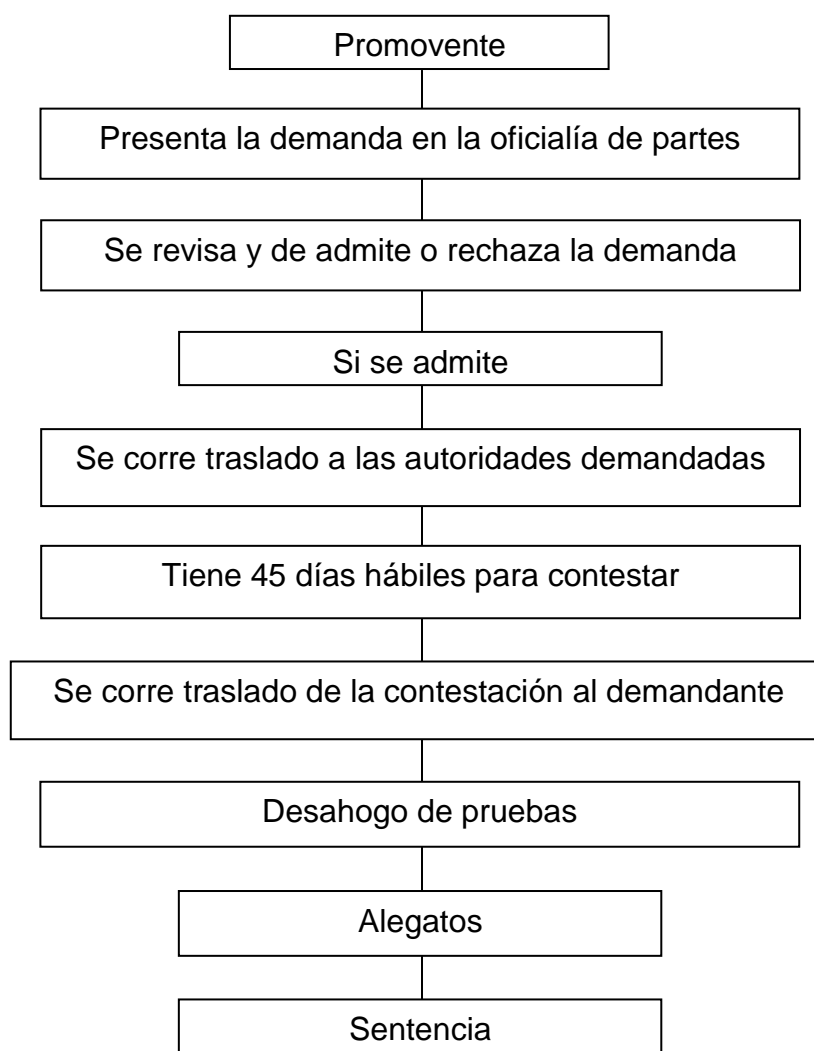 Promovente
Presenta la demanda en la oficialía de partes
Se revisa y de admite o rechaza la demanda
Si se admite
Se corre traslado a las autoridades demandadas
Tiene 45 días hábiles para contestar
Se corre traslado de la contestación al demandante
Desahogo de pruebas
Alegatos
Sentencia